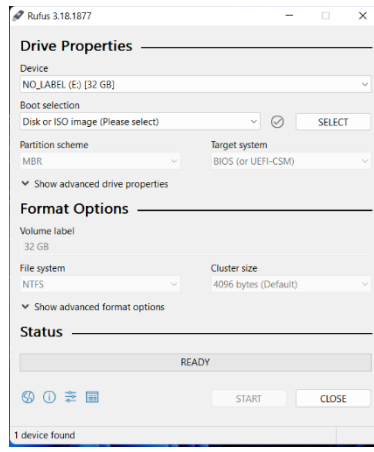 Rufus 3.18.1877
Drive Properties
Device
NO_LABEL (E:) [32 GB]
Boot selection
Disk or ISO image (Please select)
SELECT
Partition scheme
Target system
MBR
BIOS (or UEFI-CSM)
Show advanced drive properties
Format Options
Volume label
32 GB
File system
Cluster size
NTFS
4096 bytes (Default)
Show advanced format options
Status
READY
START
CLOSE
1 device found